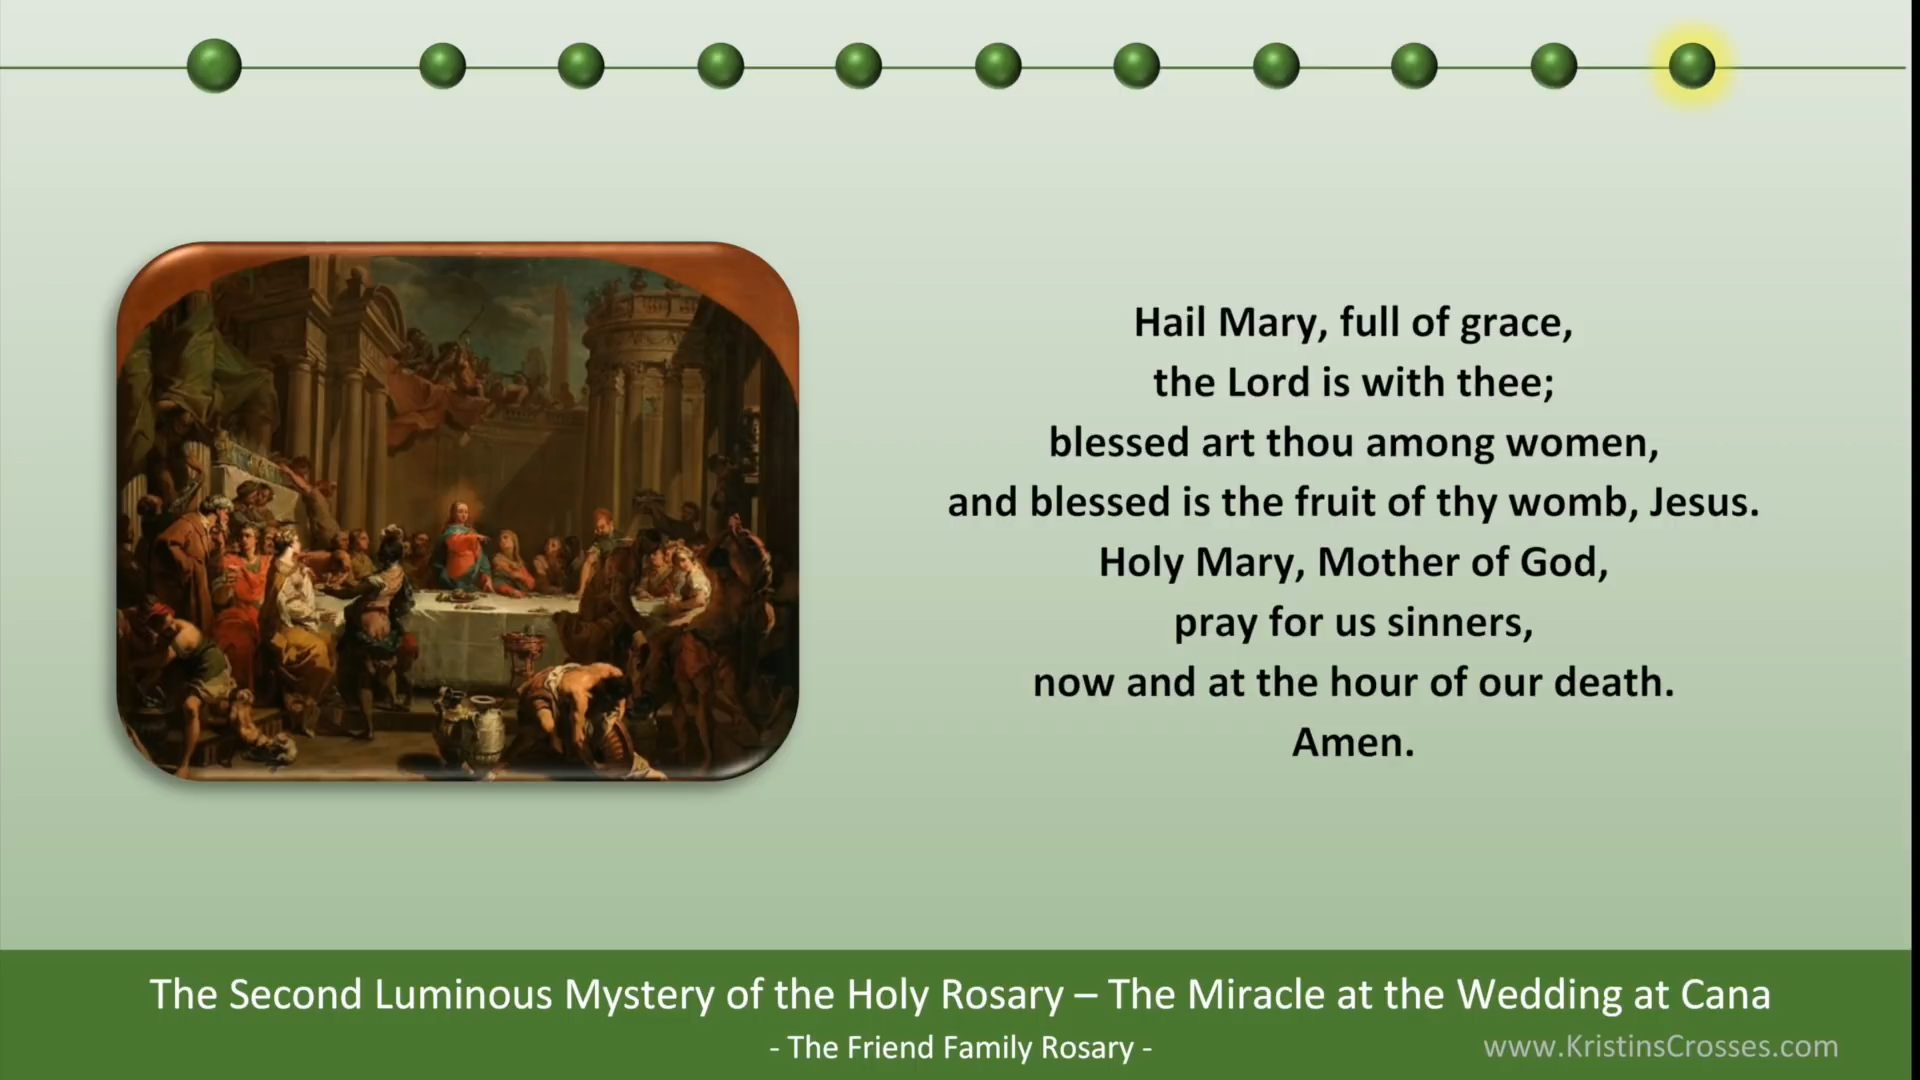 Hail Mary, full of grace,
the Lord is with thee;
blessed art thou among women,
and blessed is the fruit of thy womb, Jesus.
Holy Mary, Mother of God,
pray for us sinners,
now and at the hour of our death.
Amen.
The Second Luminous Mystery of the Holy Rosary – The Miracle at the Wedding at Cana
- The Friend Family Rosary -
www.KristinsCrosses.com